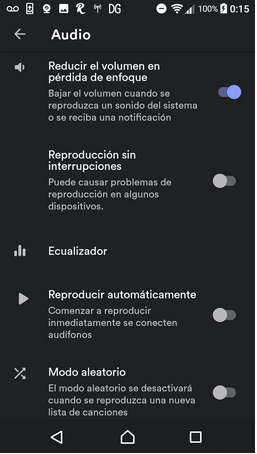 DG 100% 0:15
Audio
Reducir el volumen en
pérdida de enfoque
Bajar el volumen cuando se
reproduzca un sonido del sistema
o se reciba una notificación
Reproducción sin
interrupciones
Puede causar problemas de
reproducción en algunos
dispositivos.
Ecualizador
Reproducir automáticamente
Comenzar a reproducir
inmediatamente se conecten
audífonos
Modo aleatorio
El modo aleatorio se desactivará
cuando se reproduzca una nueva
lista de canciones